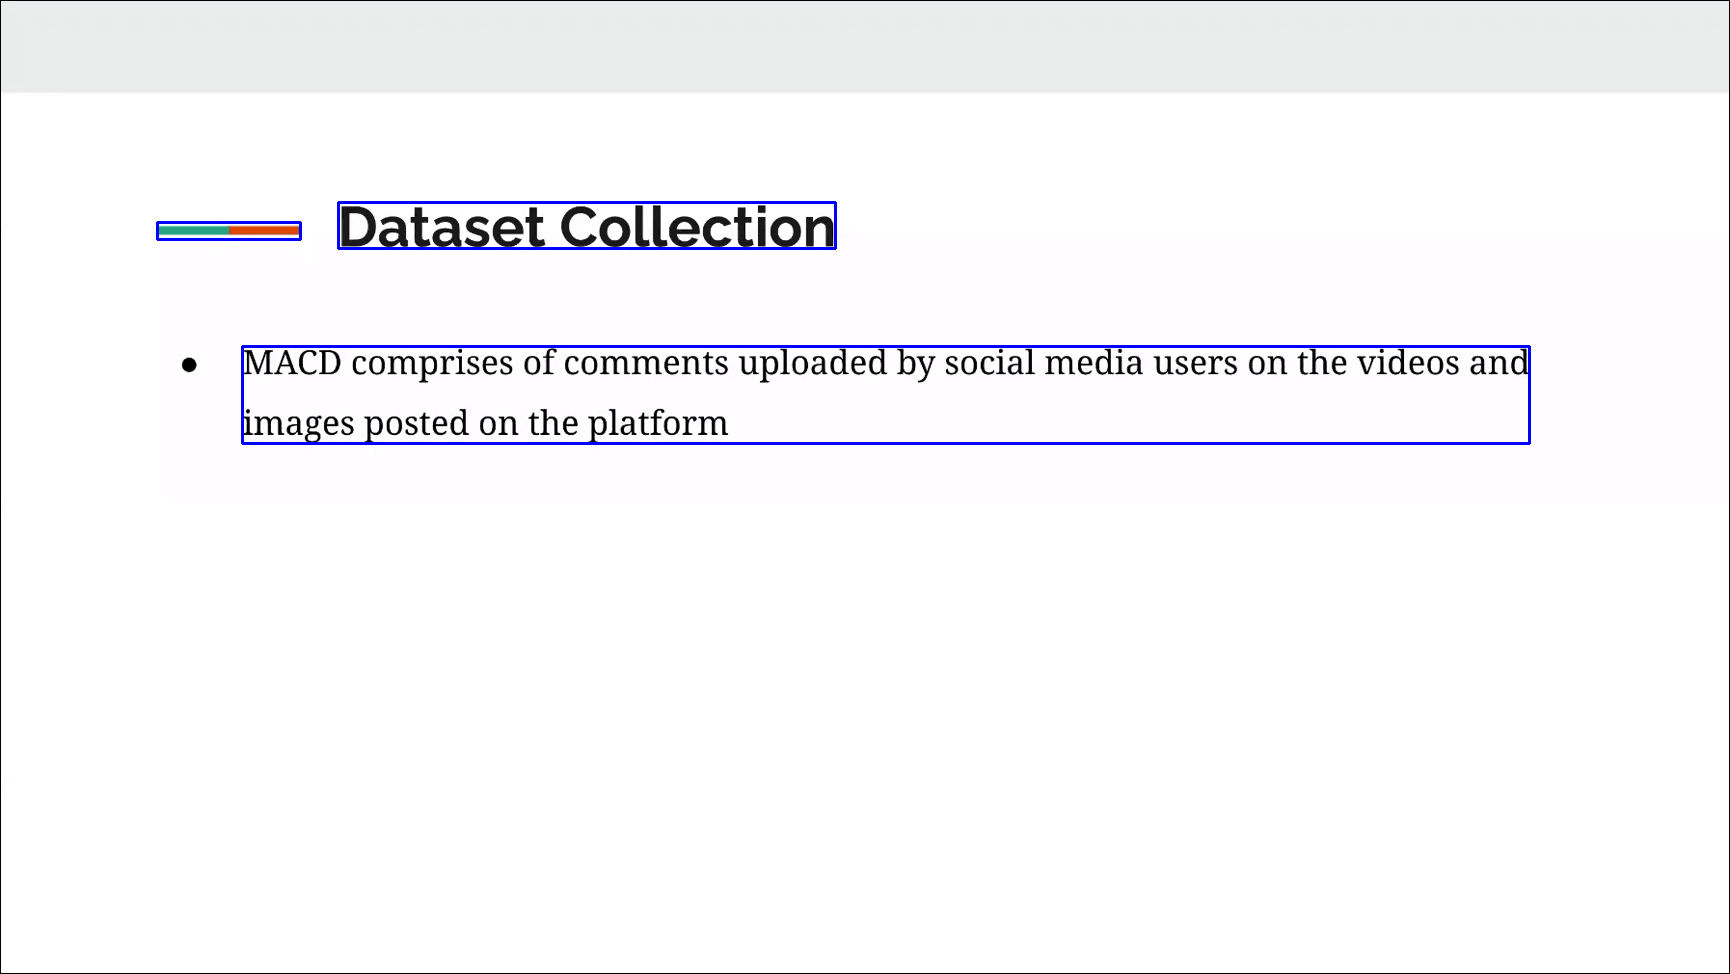 Dataset Collection
● MACD comprises of comments uploaded by social media users on the videos and
images posted on the platform